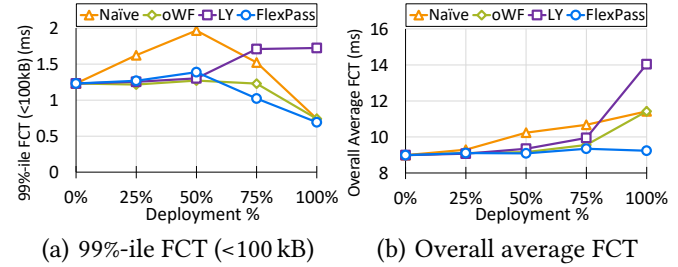 Naïve oWF LY FlexPass
99%-ile FCT (<100kB) (ms)
2
1.5
1
0.5
0
0% 25% 50% 75% 100%
Deployment %
(a) 99%-ile FCT (<100 kB)
Naïve oWF LY FlexPass
Overall Average FCT (ms)
16
14
12
10
8
0% 25% 50% 75% 100%
Deployment %
(b) Overall average FCT